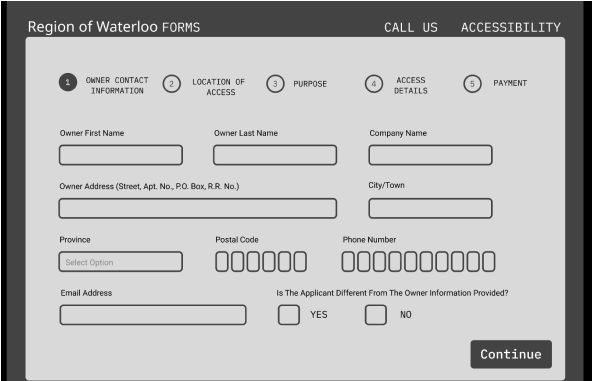 Region of Waterloo FORMS
CALL US ACCESSIBILITY
1 OWNER CONTACT INFORMATION
2 LOCATION OF ACCESS
3 PURPOSE
4 ACCESS DETAILS
5 PAYMENT
Owner First Name
Owner Last Name
Company Name
Owner Address (Street, Apt. No., P.O. Box, R.R. No.)
City/Town
Province
Postal Code
Phone Number
Select Option
Email Address
Is The Applicant Different From The Owner Information Provided?
YES
NO
Continue